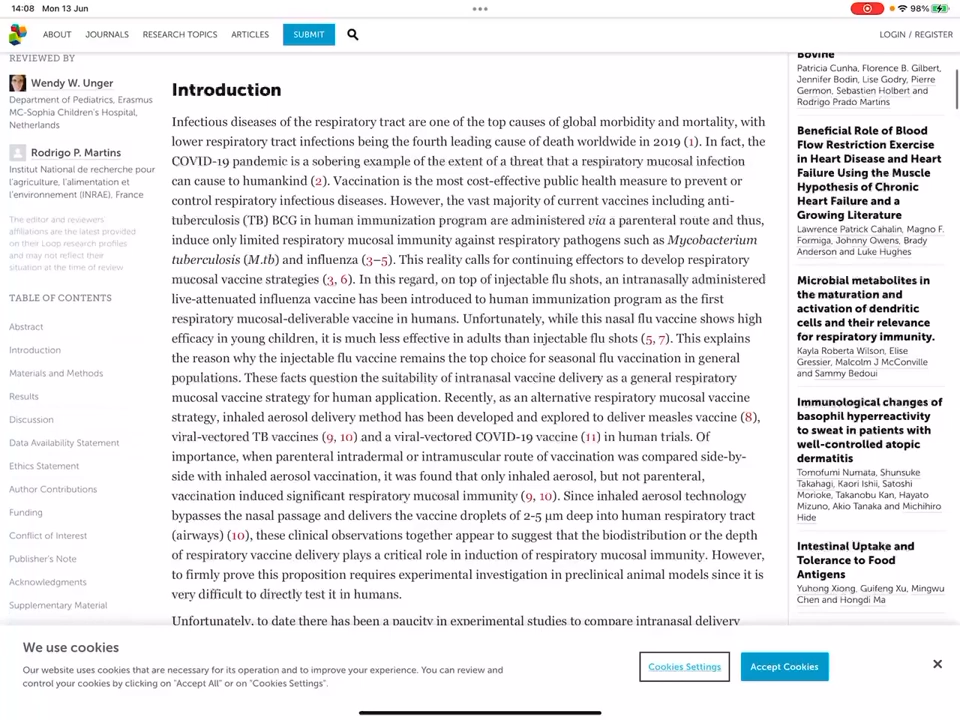 14:08 Mon 13 Jun
98%
ABOUT JOURNALS RESEARCH TOPICS ARTICLES SUBMIT LOGIN / REGISTER
REVIEWED BY
Wendy W. Unger
Department of Pediatrics, Erasmus
MC-Sophia Children's Hospital,
Netherlands
Rodrigo P. Martins
Institut National de recherche pour
l'agriculture, l'alimentation et
l'environnement (INRAE), France
The editor and reviewers'
affiliations are the latest provided
on their Loop research profiles
and may not reflect their
situation at the time of review
TABLE OF CONTENTS
Abstract
Introduction
Materials and Methods
Results
Discussion
Data Availability Statement
Ethics Statement
Author Contributions
Funding
Conflict of Interest
Publisher's Note
Acknowledgments
Supplementary Material
Introduction
Infectious diseases of the respiratory tract are one of the top causes of global morbidity and mortality, with
lower respiratory tract infections being the fourth leading cause of death worldwide in 2019 (1). In fact, the
COVID-19 pandemic is a sobering example of the extent of a threat that a respiratory mucosal infection
can cause to humankind (2). Vaccination is the most cost-effective public health measure to prevent or
control respiratory infectious diseases. However, the vast majority of current vaccines including anti-
tuberculosis (TB) BCG in human immunization program are administered via a parenteral route and thus,
induce only limited respiratory mucosal immunity against respiratory pathogens such as Mycobacterium
tuberculosis (M.tb) and influenza (3–5). This reality calls for continuing effectors to develop respiratory
mucosal vaccine strategies (3, 6). In this regard, on top of injectable flu shots, an intranasally administered
live-attenuated influenza vaccine has been introduced to human immunization program as the first
respiratory mucosal-deliverable vaccine in humans. Unfortunately, while this nasal flu vaccine shows high
efficacy in young children, it is much less effective in adults than injectable flu shots (5, 7). This explains
the reason why the injectable flu vaccine remains the top choice for seasonal flu vaccination in general
populations. These facts question the suitability of intranasal vaccine delivery as a general respiratory
mucosal vaccine strategy for human application. Recently, as an alternative respiratory mucosal vaccine
strategy, inhaled aerosol delivery method has been developed and explored to deliver measles vaccine (8),
viral-vectored TB vaccines (9, 10) and a viral-vectored COVID-19 vaccine (11) in human trials. Of
importance, when parenteral intradermal or intramuscular route of vaccination was compared side-by-
side with inhaled aerosol vaccination, it was found that only inhaled aerosol, but not parenteral,
vaccination induced significant respiratory mucosal immunity (9, 10). Since inhaled aerosol technology
bypasses the nasal passage and delivers the vaccine droplets of 2-5 μm deep into human respiratory tract
(airways) (10), these clinical observations together appear to suggest that the biodistribution or the depth
of respiratory vaccine delivery plays a critical role in induction of respiratory mucosal immunity. However,
to firmly prove this proposition requires experimental investigation in preclinical animal models since it is
very difficult to directly test it in humans.
Unfortunately, to date there has been a paucity in experimental studies to compare intranasal delivery
Bovine
Patricia Cunha, Florence B. Gilbert,
Jennifer Bodin, Lise Godry, Pierre
Germon, Sebastien Holbert and
Rodrigo Prado Martins
Beneficial Role of Blood
Flow Restriction Exercise
in Heart Disease and Heart
Failure Using the Muscle
Hypothesis of Chronic
Heart Failure and a
Growing Literature
Lawrence Patrick Cahalin, Magno F.
Formiga, Johnny Owens, Brady
Anderson and Luke Hughes
Microbial metabolites in
the maturation and
activation of dendritic
cells and their relevance
for respiratory immunity.
Kayla Roberta Wilson, Elise
Gressier, Malcolm J McConville
and Sammy Bedoui
Immunological changes of
basophil hyperreactivity
to sweat in patients with
well-controlled atopic
dermatitis
Tomofumi Numata, Shunsuke
Takahagi, Kaori Ishii, Satoshi
Morioke, Takanobu Kan, Hayato
Mizuno, Akio Tanaka and Michihiro
Hide
Intestinal Uptake and
Tolerance to Food
Antigens
Yuhong Xiong, Guifeng Xu, Mingwu
Chen and Hongdi Ma
We use cookies
Our website uses cookies that are necessary for its operation and to improve your experience. You can review and
control your cookies by clicking on "Accept All" or on "Cookies Settings".
Cookies Settings
Accept Cookies